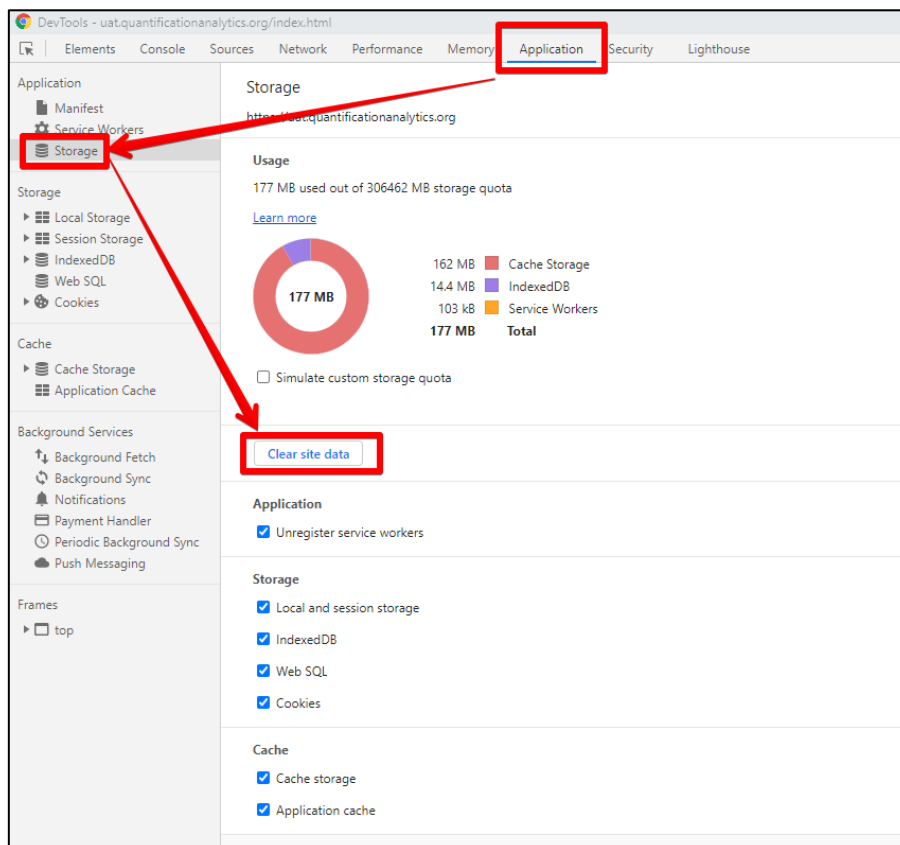 DevTools - uat.quantificationanalytics.org/index.html
Elements Console Sources Network Performance Memory Application Security Lighthouse
Application
Manifest
Service Workers
Storage
Storage
Local Storage
Session Storage
IndexedDB
Web SQL
Cookies
Cache
Cache Storage
Application Cache
Background Services
Background Fetch
Background Sync
Notifications
Payment Handler
Periodic Background Sync
Push Messaging
Frames
top
Storage
https://uat.quantificationanalytics.org
Usage
177 MB used out of 306462 MB storage quota
Learn more
177 MB
162 MB Cache Storage
14.4 MB IndexedDB
103 kB Service Workers
177 MB Total
Simulate custom storage quota
Clear site data
Application
Unregister service workers
Storage
Local and session storage
IndexedDB
Web SQL
Cookies
Cache
Cache storage
Application cache